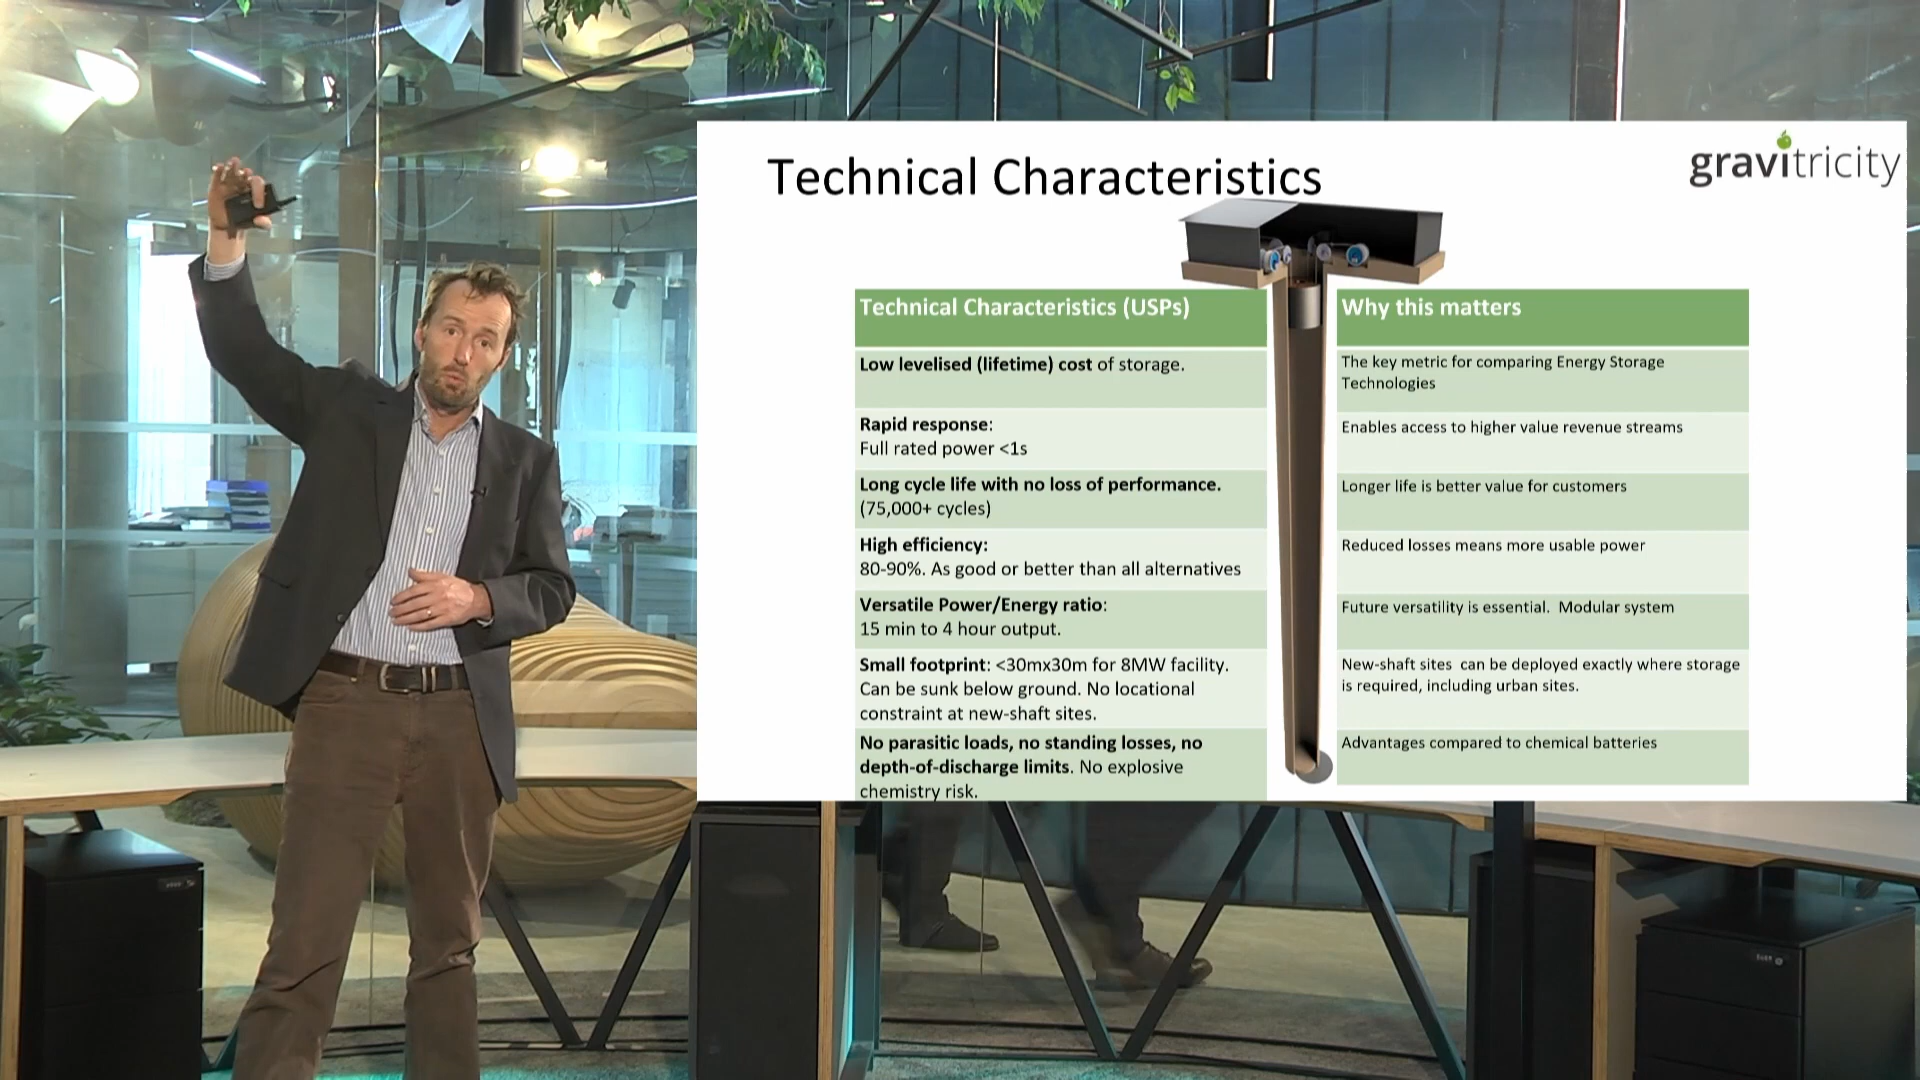 Technical Characteristics
gravitricity
Technical Characteristics (USPs)
Why this matters
Low levelised (lifetime) cost of storage.
The key metric for comparing Energy Storage
Technologies
Rapid response:
Full rated power <1s
Enables access to higher value revenue streams
Long cycle life with no loss of performance.
(75,000+ cycles)
Longer life is better value for customers
High efficiency:
80-90%. As good or better than all alternatives
Reduced losses means more usable power
Versatile Power/Energy ratio:
15 min to 4 hour output.
Future versatility is essential.  Modular system
Small footprint: <30mx30m for 8MW facility.
Can be sunk below ground. No locational
constraint at new-shaft sites.
New-shaft sites  can be deployed exactly where storage
is required, including urban sites.
No parasitic loads, no standing losses, no
depth-of-discharge limits. No explosive
chemistry risk.
Advantages compared to chemical batteries